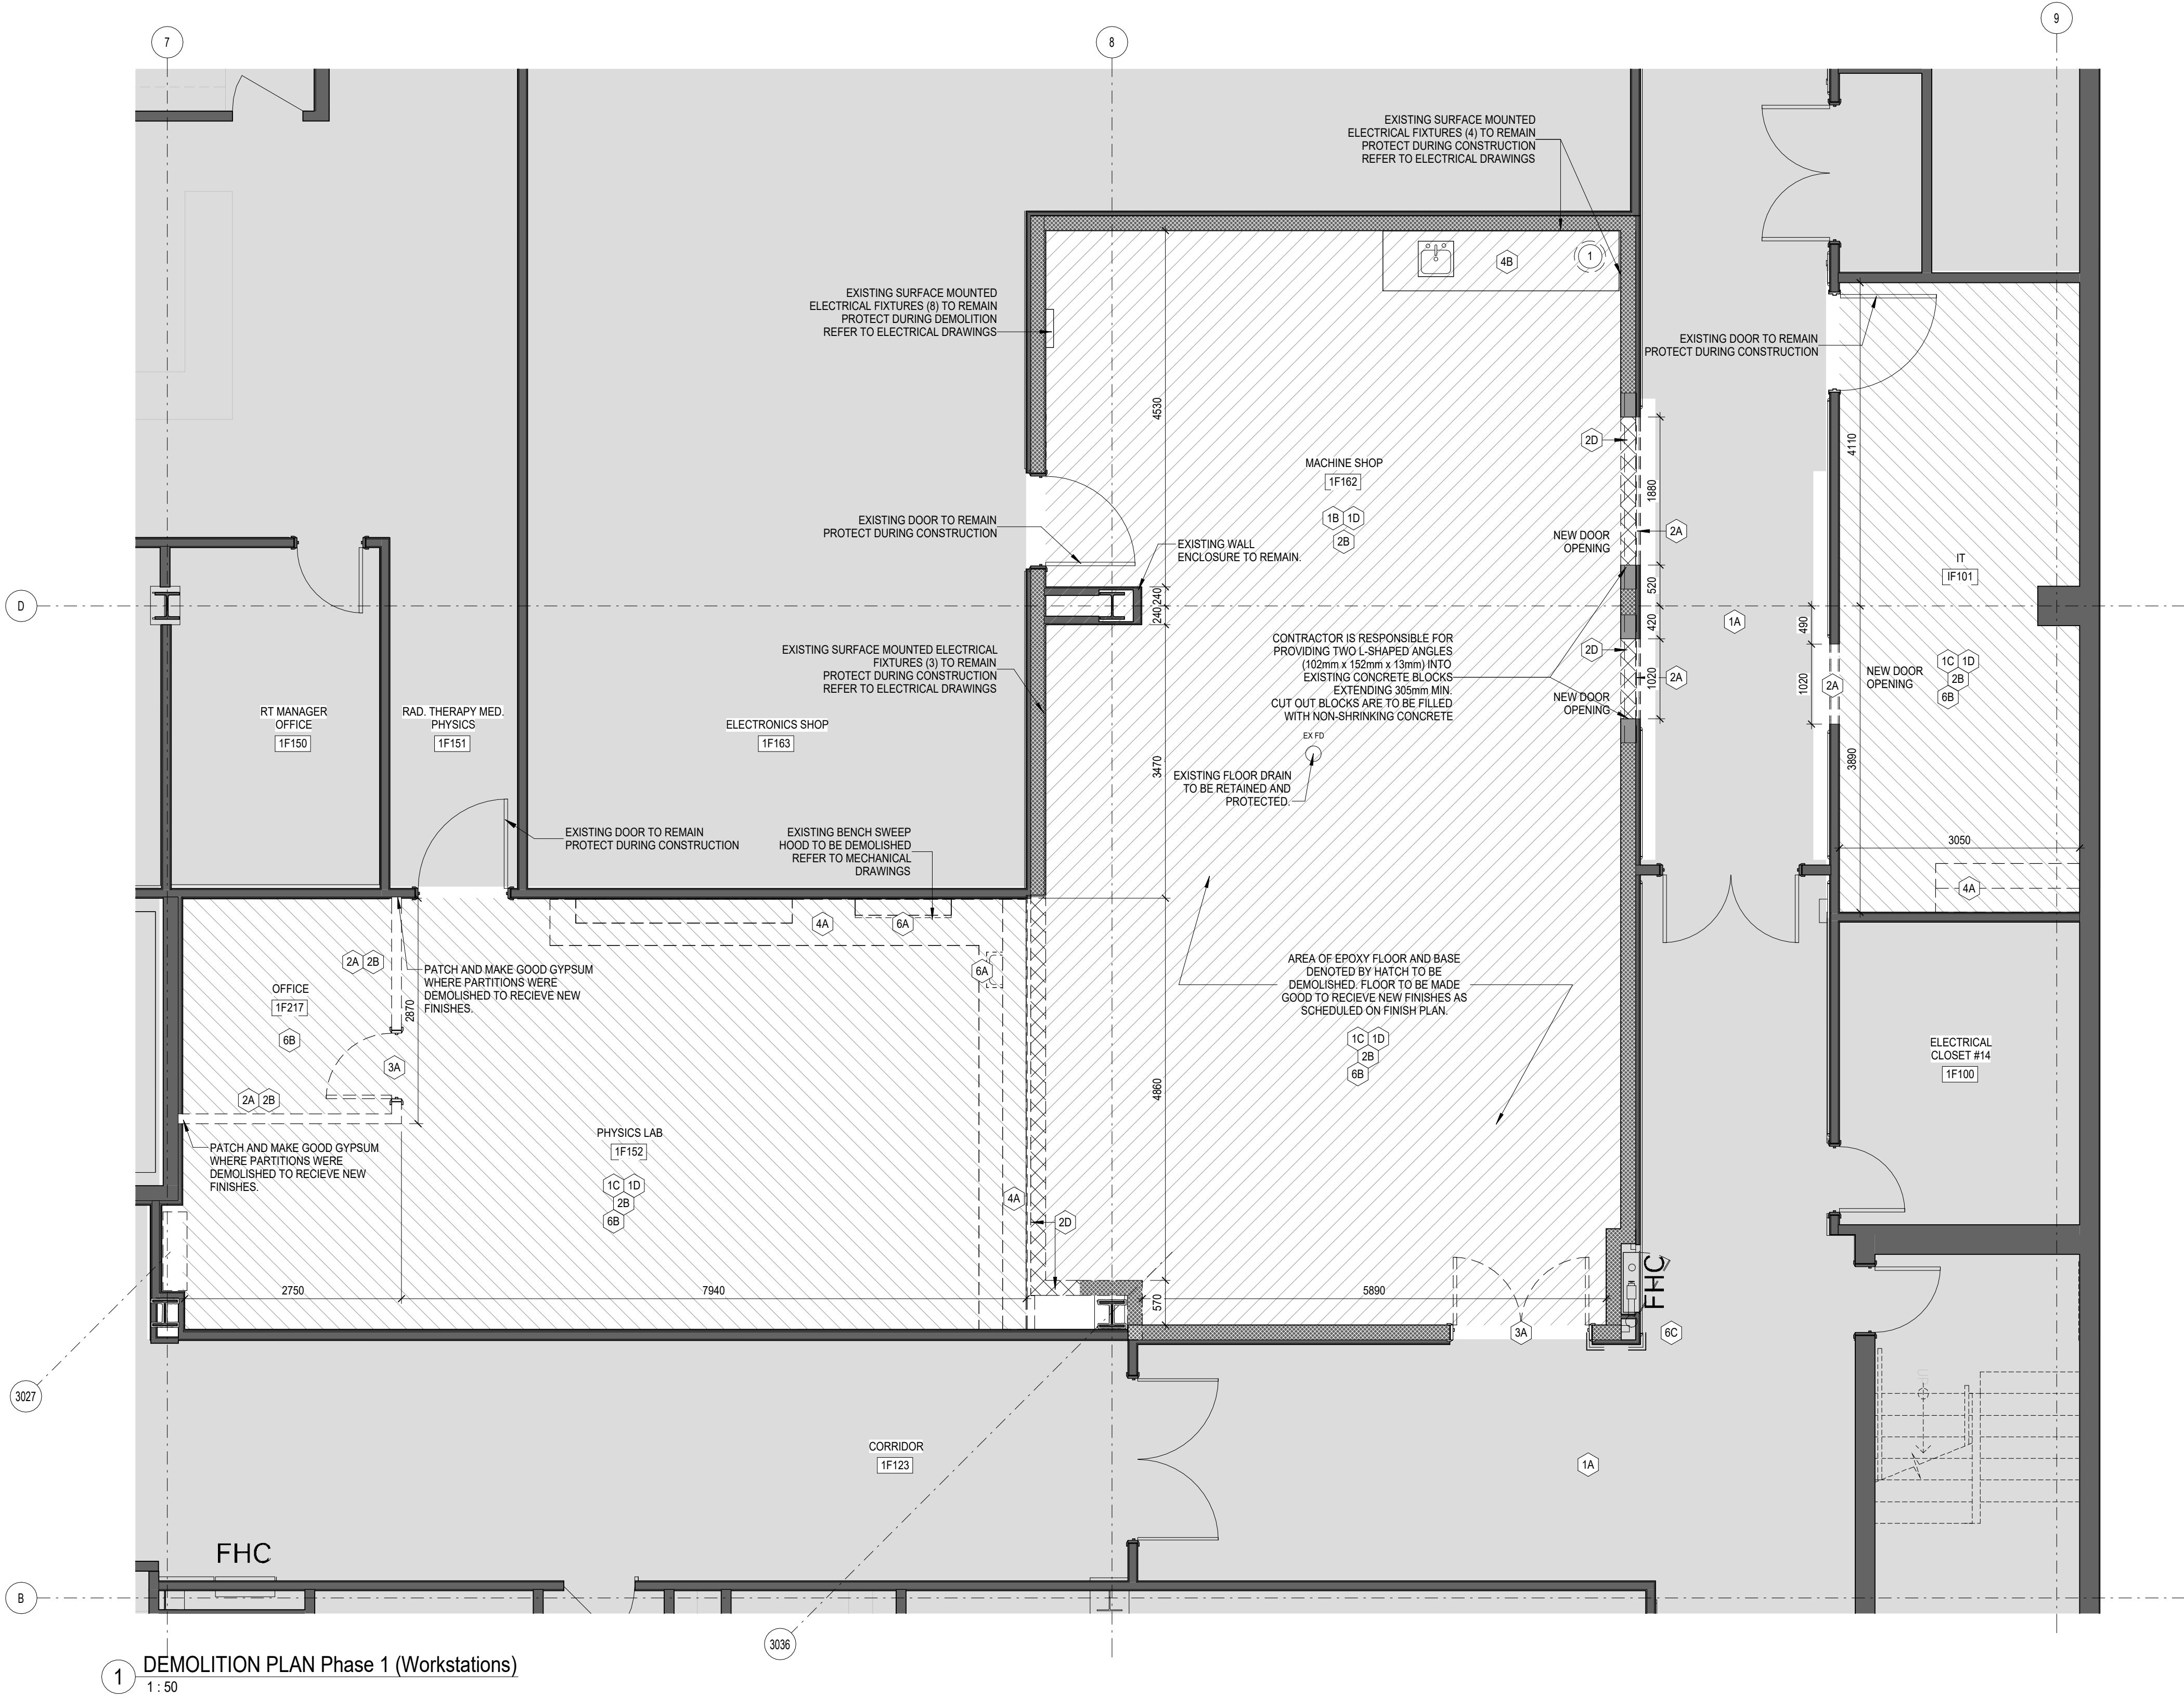 7
8
9
EXISTING SURFACE MOUNTED
ELECTRICAL FIXTURES (4) TO REMAIN
PROTECT DURING CONSTRUCTION
REFER TO ELECTRICAL DRAWINGS
4B
1
EXISTING SURFACE MOUNTED
ELECTRICAL FIXTURES (8) TO REMAIN
PROTECT DURING DEMOLITION
REFER TO ELECTRICAL DRAWINGS
EXISTING DOOR TO REMAIN
PROTECT DURING CONSTRUCTION
4530
4110
2D
MACHINE SHOP
1F162
1B 1D
2B
1880
EXISTING DOOR TO REMAIN
PROTECT DURING CONSTRUCTION
EXISTING WALL
ENCLOSURE TO REMAIN.
NEW DOOR
OPENING
2A
IT
IF101
D
240
240
520
420
490
1A
EXISTING SURFACE MOUNTED ELECTRICAL
FIXTURES (3) TO REMAIN
PROTECT DURING CONSTRUCTION
REFER TO ELECTRICAL DRAWINGS
CONTRACTOR IS RESPONSIBLE FOR
PROVIDING TWO L-SHAPED ANGLES
(102mm x 152mm x 13mm) INTO
EXISTING CONCRETE BLOCKS
EXTENDING 305mm MIN.
CUT OUT BLOCKS ARE TO BE FILLED
WITH NON-SHRINKING CONCRETE
2D
2A
1020
NEW DOOR
OPENING
1020
2A
NEW DOOR
OPENING
1C 1D
2B
6B
RT MANAGER
OFFICE
1F150
RAD. THERAPY MED.
PHYSICS
1F151
ELECTRONICS SHOP
1F163
EX FD
EXISTING FLOOR DRAIN
TO BE RETAINED AND
PROTECTED.
3470
3890
EXISTING DOOR TO REMAIN
PROTECT DURING CONSTRUCTION
EXISTING BENCH SWEEP
HOOD TO BE DEMOLISHED
REFER TO MECHANICAL
DRAWINGS
3050
4A
4A
6A
6A
2A 2B
PATCH AND MAKE GOOD GYPSUM
WHERE PARTITIONS WERE
DEMOLISHED TO RECIEVE NEW
FINISHES.
OFFICE
1F217
6B
2870
3A
2A 2B
AREA OF EPOXY FLOOR AND BASE
DENOTED BY HATCH TO BE
DEMOLISHED. FLOOR TO BE MADE
GOOD TO RECIEVE NEW FINISHES AS
SCHEDULED ON FINISH PLAN.
1C 1D
2B
6B
4860
ELECTRICAL
CLOSET #14
1F100
PATCH AND MAKE GOOD GYPSUM
WHERE PARTITIONS WERE
DEMOLISHED TO RECIEVE NEW
FINISHES.
PHYSICS LAB
1F152
1C 1D
2B
6B
4A
2D
2750
7940
570
5890
FHC
3A
6C
3027
CORRIDOR
1F123
1A
FHC
B
3036
1
DEMOLITION PLAN Phase 1 (Workstations)
1 : 50